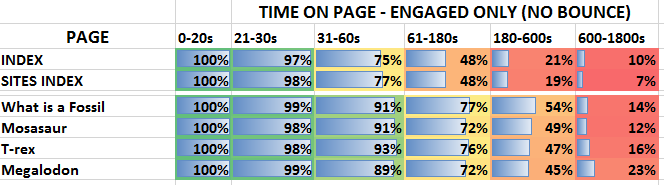 TIME ON PAGE - ENGAGED ONLY (NO BOUNCE)
PAGE 0-20s 21-30s 31-60s 61-180s 180-600s 600-1800s
INDEX 100% 97% 75% 48% 21% 10%
SITES INDEX 100% 98% 77% 48% 19% 7%
What is a Fossil 100% 99% 91% 77% 54% 14%
Mosasaur 100% 98% 91% 72% 49% 12%
T-rex 100% 98% 93% 76% 47% 16%
Megalodon 100% 99% 89% 72% 45% 23%